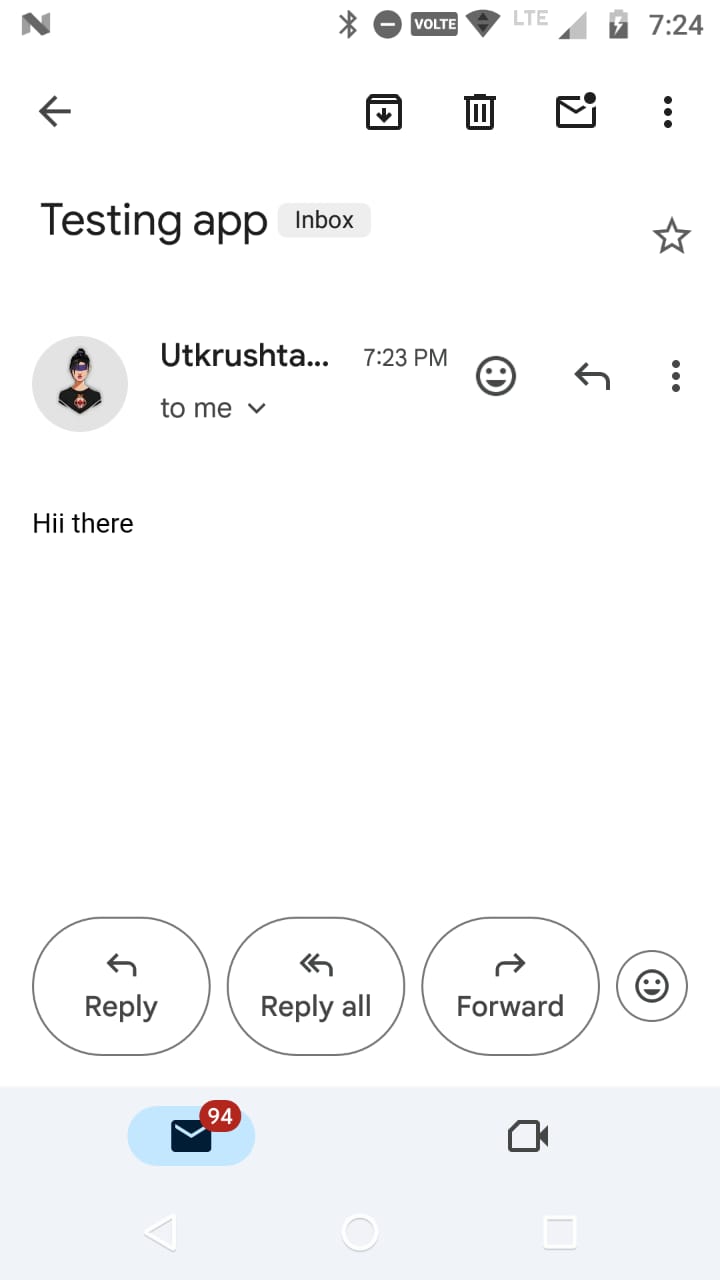 VOLTE LTE 7:24
Testing app Inbox
Utkrushta... 7:23 PM
to me
Hii there
Reply Reply all Forward
94